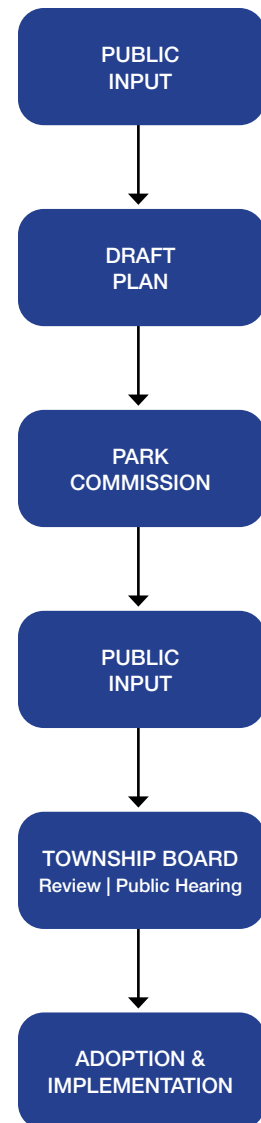 PUBLIC
INPUT
DRAFT
PLAN
PARK
COMMISSION
PUBLIC
INPUT
TOWNSHIP BOARD
Review | Public Hearing
ADOPTION &
IMPLEMENTATION